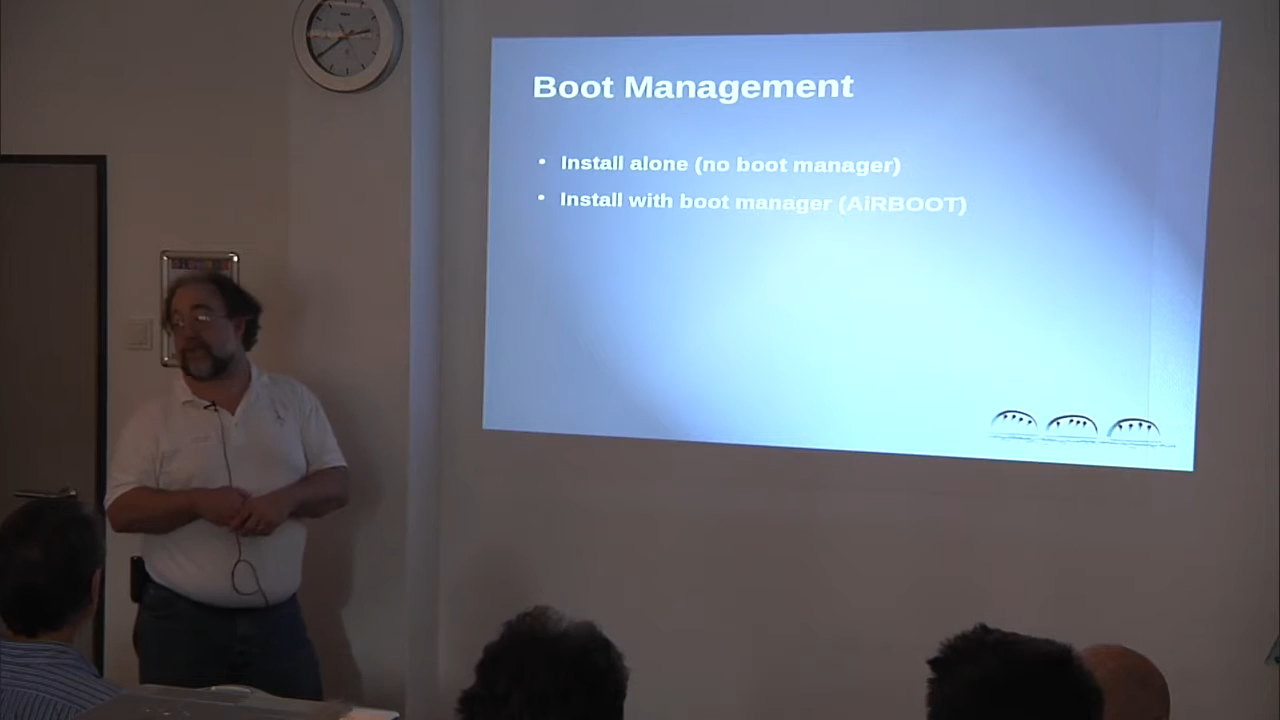 Boot Management
• Install alone (no boot manager)
• Install with boot manager (AiRBOOT)